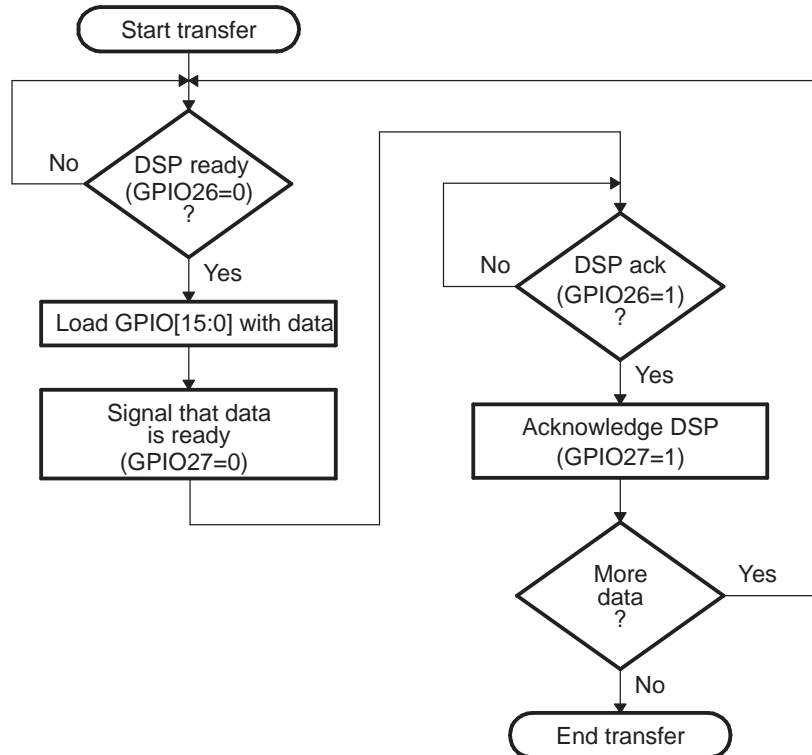 Start transfer
No
DSP ready
(GPIO26=0)
?
Yes
Load GPIO[15:0] with data
Signal that data
is ready
(GPIO27=0)
No
DSP ack
(GPIO26=1)
?
Yes
Acknowledge DSP
(GPIO27=1)
More
data
?
Yes
No
End transfer